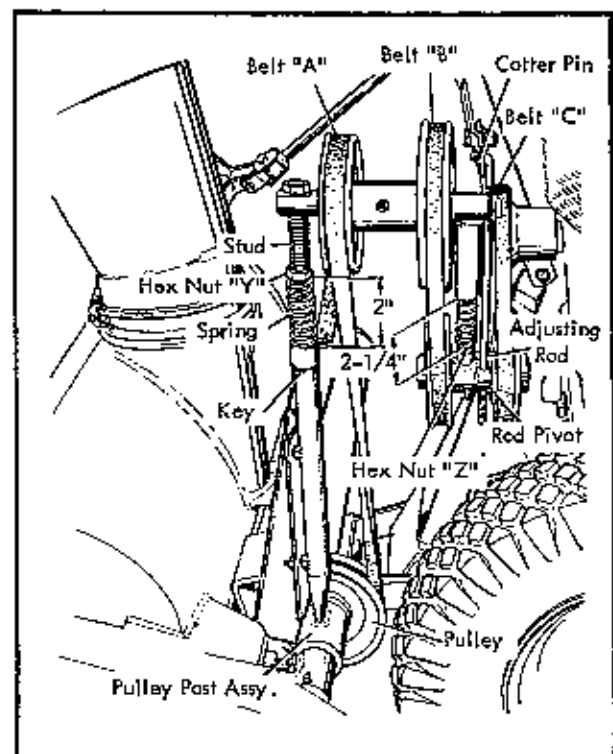 Belt "A"
Belt "B"
Cotter Pin
Belt "C"
Stud
Hex Nut "Y"
2"
Spring
Adjusting
Rod
2-1/4"
Key
Rod Pivot
Hex Nut "Z"
Pulley
Pulley Post Assy.